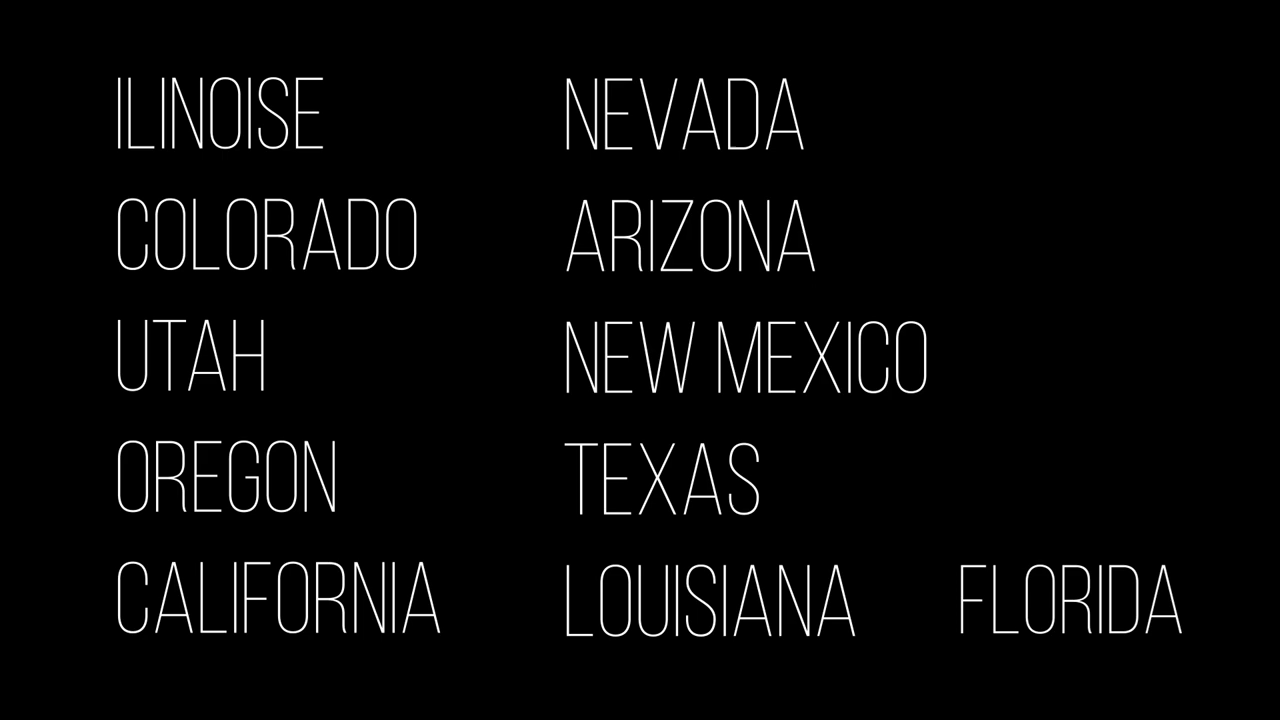 ILINOISE
COLORADO
UTAH
OREGON
CALIFORNIA
NEVADA
ARIZONA
NEW MEXICO
TEXAS
LOUISIANA
FLORIDA